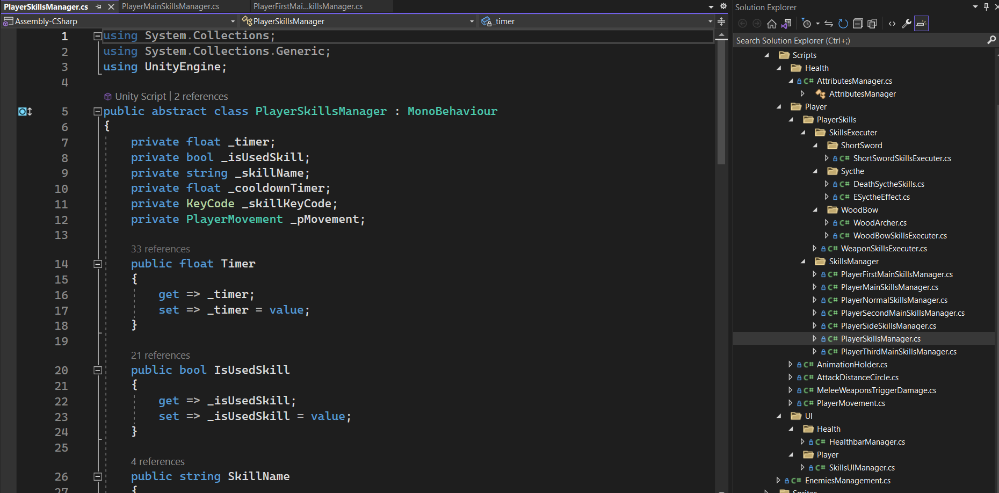 PlayerSkillsManager.cs
PlayerMainSkillsManager.cs
PlayerFirstMai...killsManager.cs
Assembly-CSharp
PlayerSkillsManager
_timer
1 using System.Collections;
2 using System.Collections.Generic;
3 using UnityEngine;
4
Unity Script | 2 references
5 public abstract class PlayerSkillsManager : MonoBehaviour
6 {
7 private float _timer;
8 private bool _isUsedSkill;
9 private string _skillName;
10 private float _cooldownTimer;
11 private KeyCode _skillKeyCode;
12 private PlayerMovement _pMovement;
13
33 references
14 public float Timer
15 {
16 get => _timer;
17 set => _timer = value;
18 }
19
21 references
20 public bool IsUsedSkill
21 {
22 get => _isUsedSkill;
23 set => _isUsedSkill = value;
24 }
25
4 references
26 public string SkillName
27 {
Solution Explorer
Search Solution Explorer (Ctrl+;)
Scripts
Health
C# AttributesManager.cs
AttributesManager
Player
PlayerSkills
SkillsExecuter
ShortSword
C# ShortSwordSkillsExecuter.cs
Sycthe
C# DeathSyctheSkills.cs
C# ESyctheEffect.cs
WoodBow
C# WoodArcher.cs
C# WoodBowSkillsExecuter.cs
C# WeaponSkillsExecuter.cs
SkillsManager
C# PlayerFirstMainSkillsManager.cs
C# PlayerMainSkillsManager.cs
C# PlayerNormalSkillsManager.cs
C# PlayerSecondMainSkillsManager.cs
C# PlayerSideSkillsManager.cs
C# PlayerSkillsManager.cs
C# PlayerThirdMainSkillsManager.cs
C# AnimationHolder.cs
C# AttackDistanceCircle.cs
C# MeleeWeaponsTriggerDamage.cs
C# PlayerMovement.cs
UI
Health
C# HealthbarManager.cs
Player
C# SkillsUIManager.cs
C# EnemiesManagement.cs
Sprites